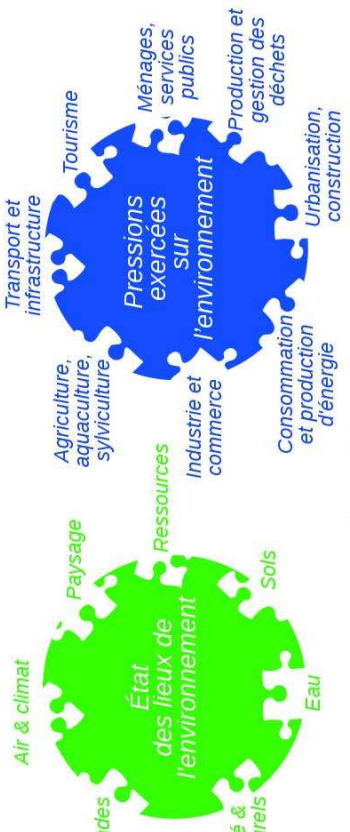 Air & climat
Paysage
Ressources
Sols
Eau
État
des lieux de
l'environnement
Transport et
infrastructure
Tourisme
Ménages,
services
publics
Production et
gestion des
déchets
Urbanisation,
construction
Consommation
et production
d'énergie
Industrie et
commerce
Agriculture,
aquaculture,
sylviculture
Pressions
exercées
sur
l'environnement